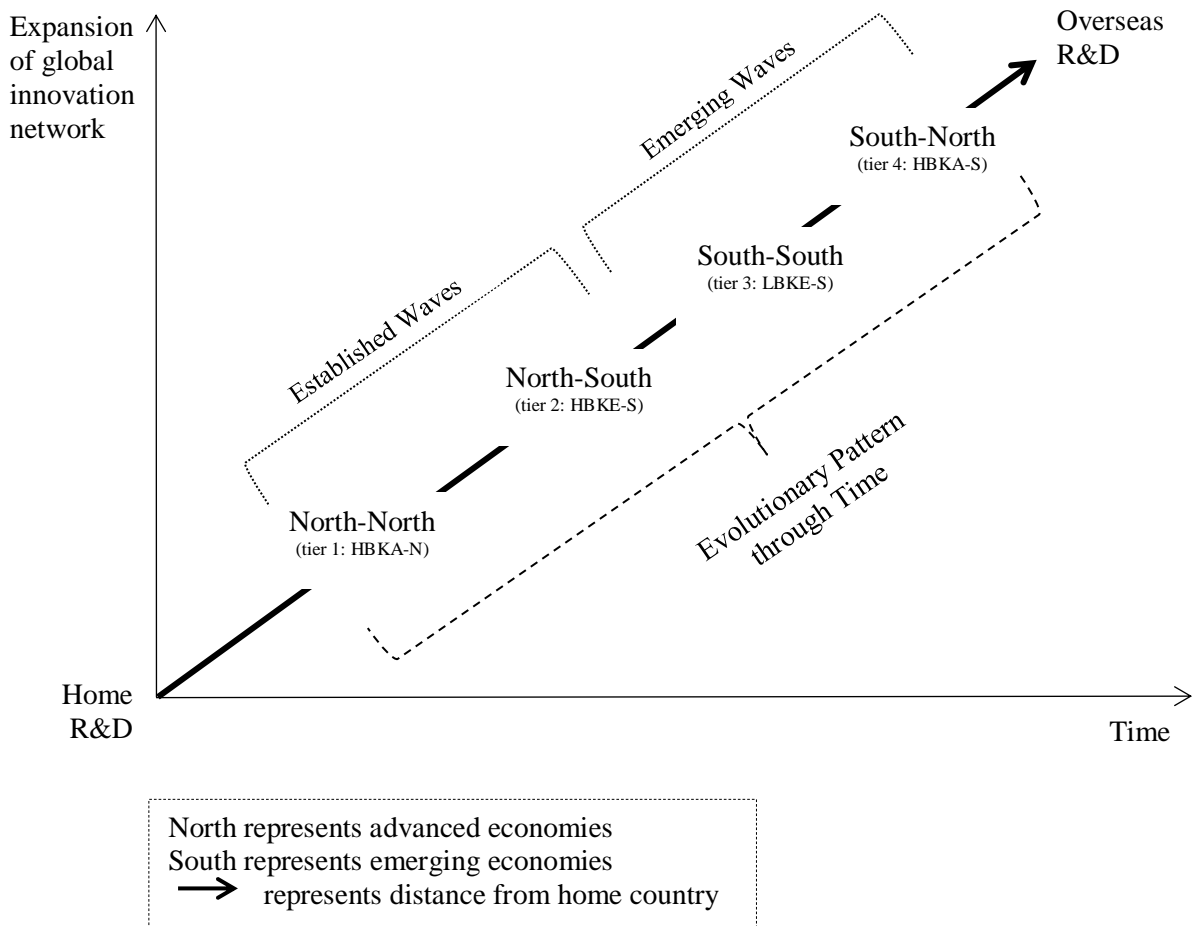 Expansion
of global
innovation
network
Overseas
R&D
Emerging Waves
South-North
(tier 4: HBKA-S)
South-South
(tier 3: LBKE-S)
Established Waves
North-South
(tier 2: HBKE-S)
Evolutionary Pattern
through Time
North-North
(tier 1: HBKA-N)
Home
R&D
Time
North represents advanced economies
South represents emerging economies
represents distance from home country